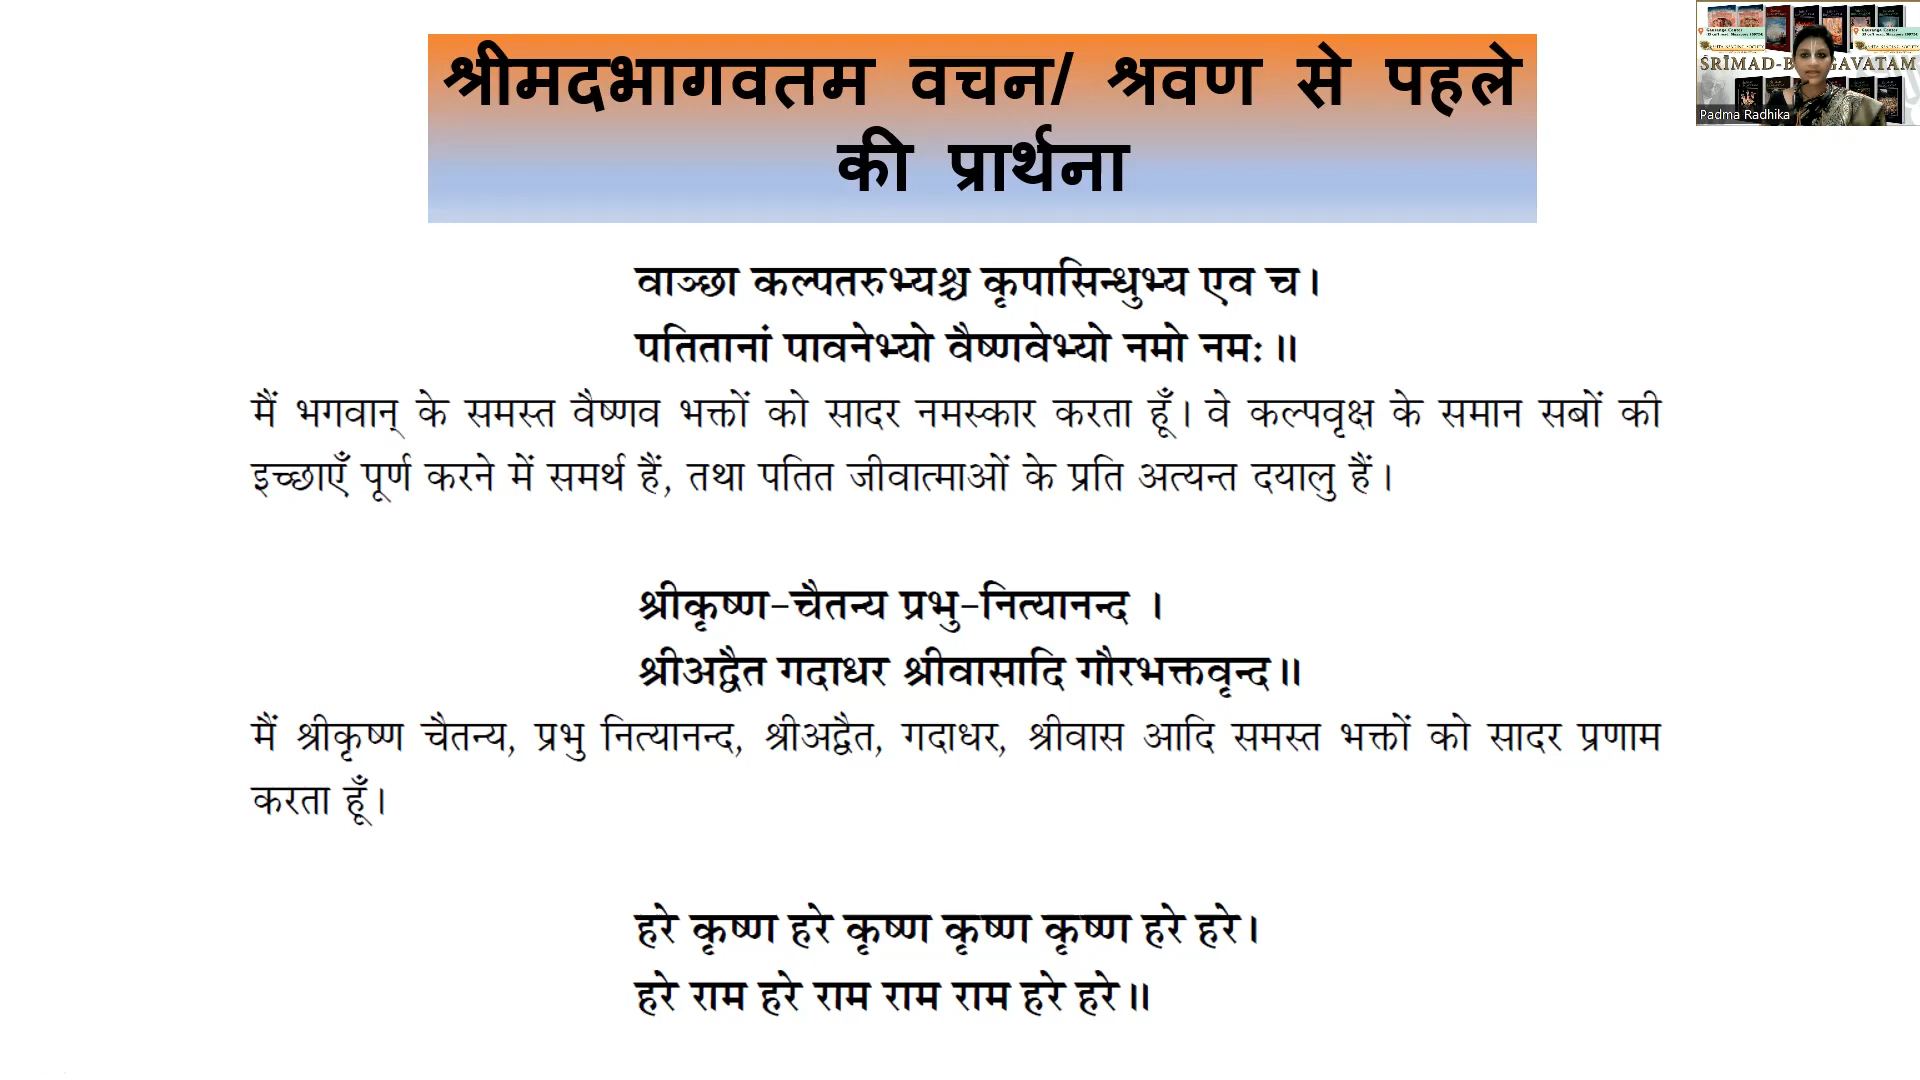 श्रीमदभागवतम वचन/ श्रवण से पहले
की प्रार्थना
वाञ्छा कल्पतरुभ्यश्च कृपासिन्धुभ्य एव च।
पतितानां पावनेभ्यो वैष्णवेभ्यो नमो नमः॥
मैं भगवान् के समस्त वैष्णव भक्तों को सादर नमस्कार करता हूँ। वे कल्पवृक्ष के समान सबों की
इच्छाएँ पूर्ण करने में समर्थ हैं, तथा पतित जीवात्माओं के प्रति अत्यन्त दयालु हैं।
श्रीकृष्ण-चैतन्य प्रभु-नित्यानन्द ।
श्रीअद्वैत गदाधर श्रीवासादि गौरभक्तवृन्द॥
मैं श्रीकृष्ण चैतन्य, प्रभु नित्यानन्द, श्रीअद्वैत, गदाधर, श्रीवास आदि समस्त भक्तों को सादर प्रणाम
करता हूँ।
हरे कृष्ण हरे कृष्ण कृष्ण कृष्ण हरे हरे।
हरे राम हरे राम राम राम हरे हरे॥
ŚRĪMAD-B GAVATAM
Padma Radhika